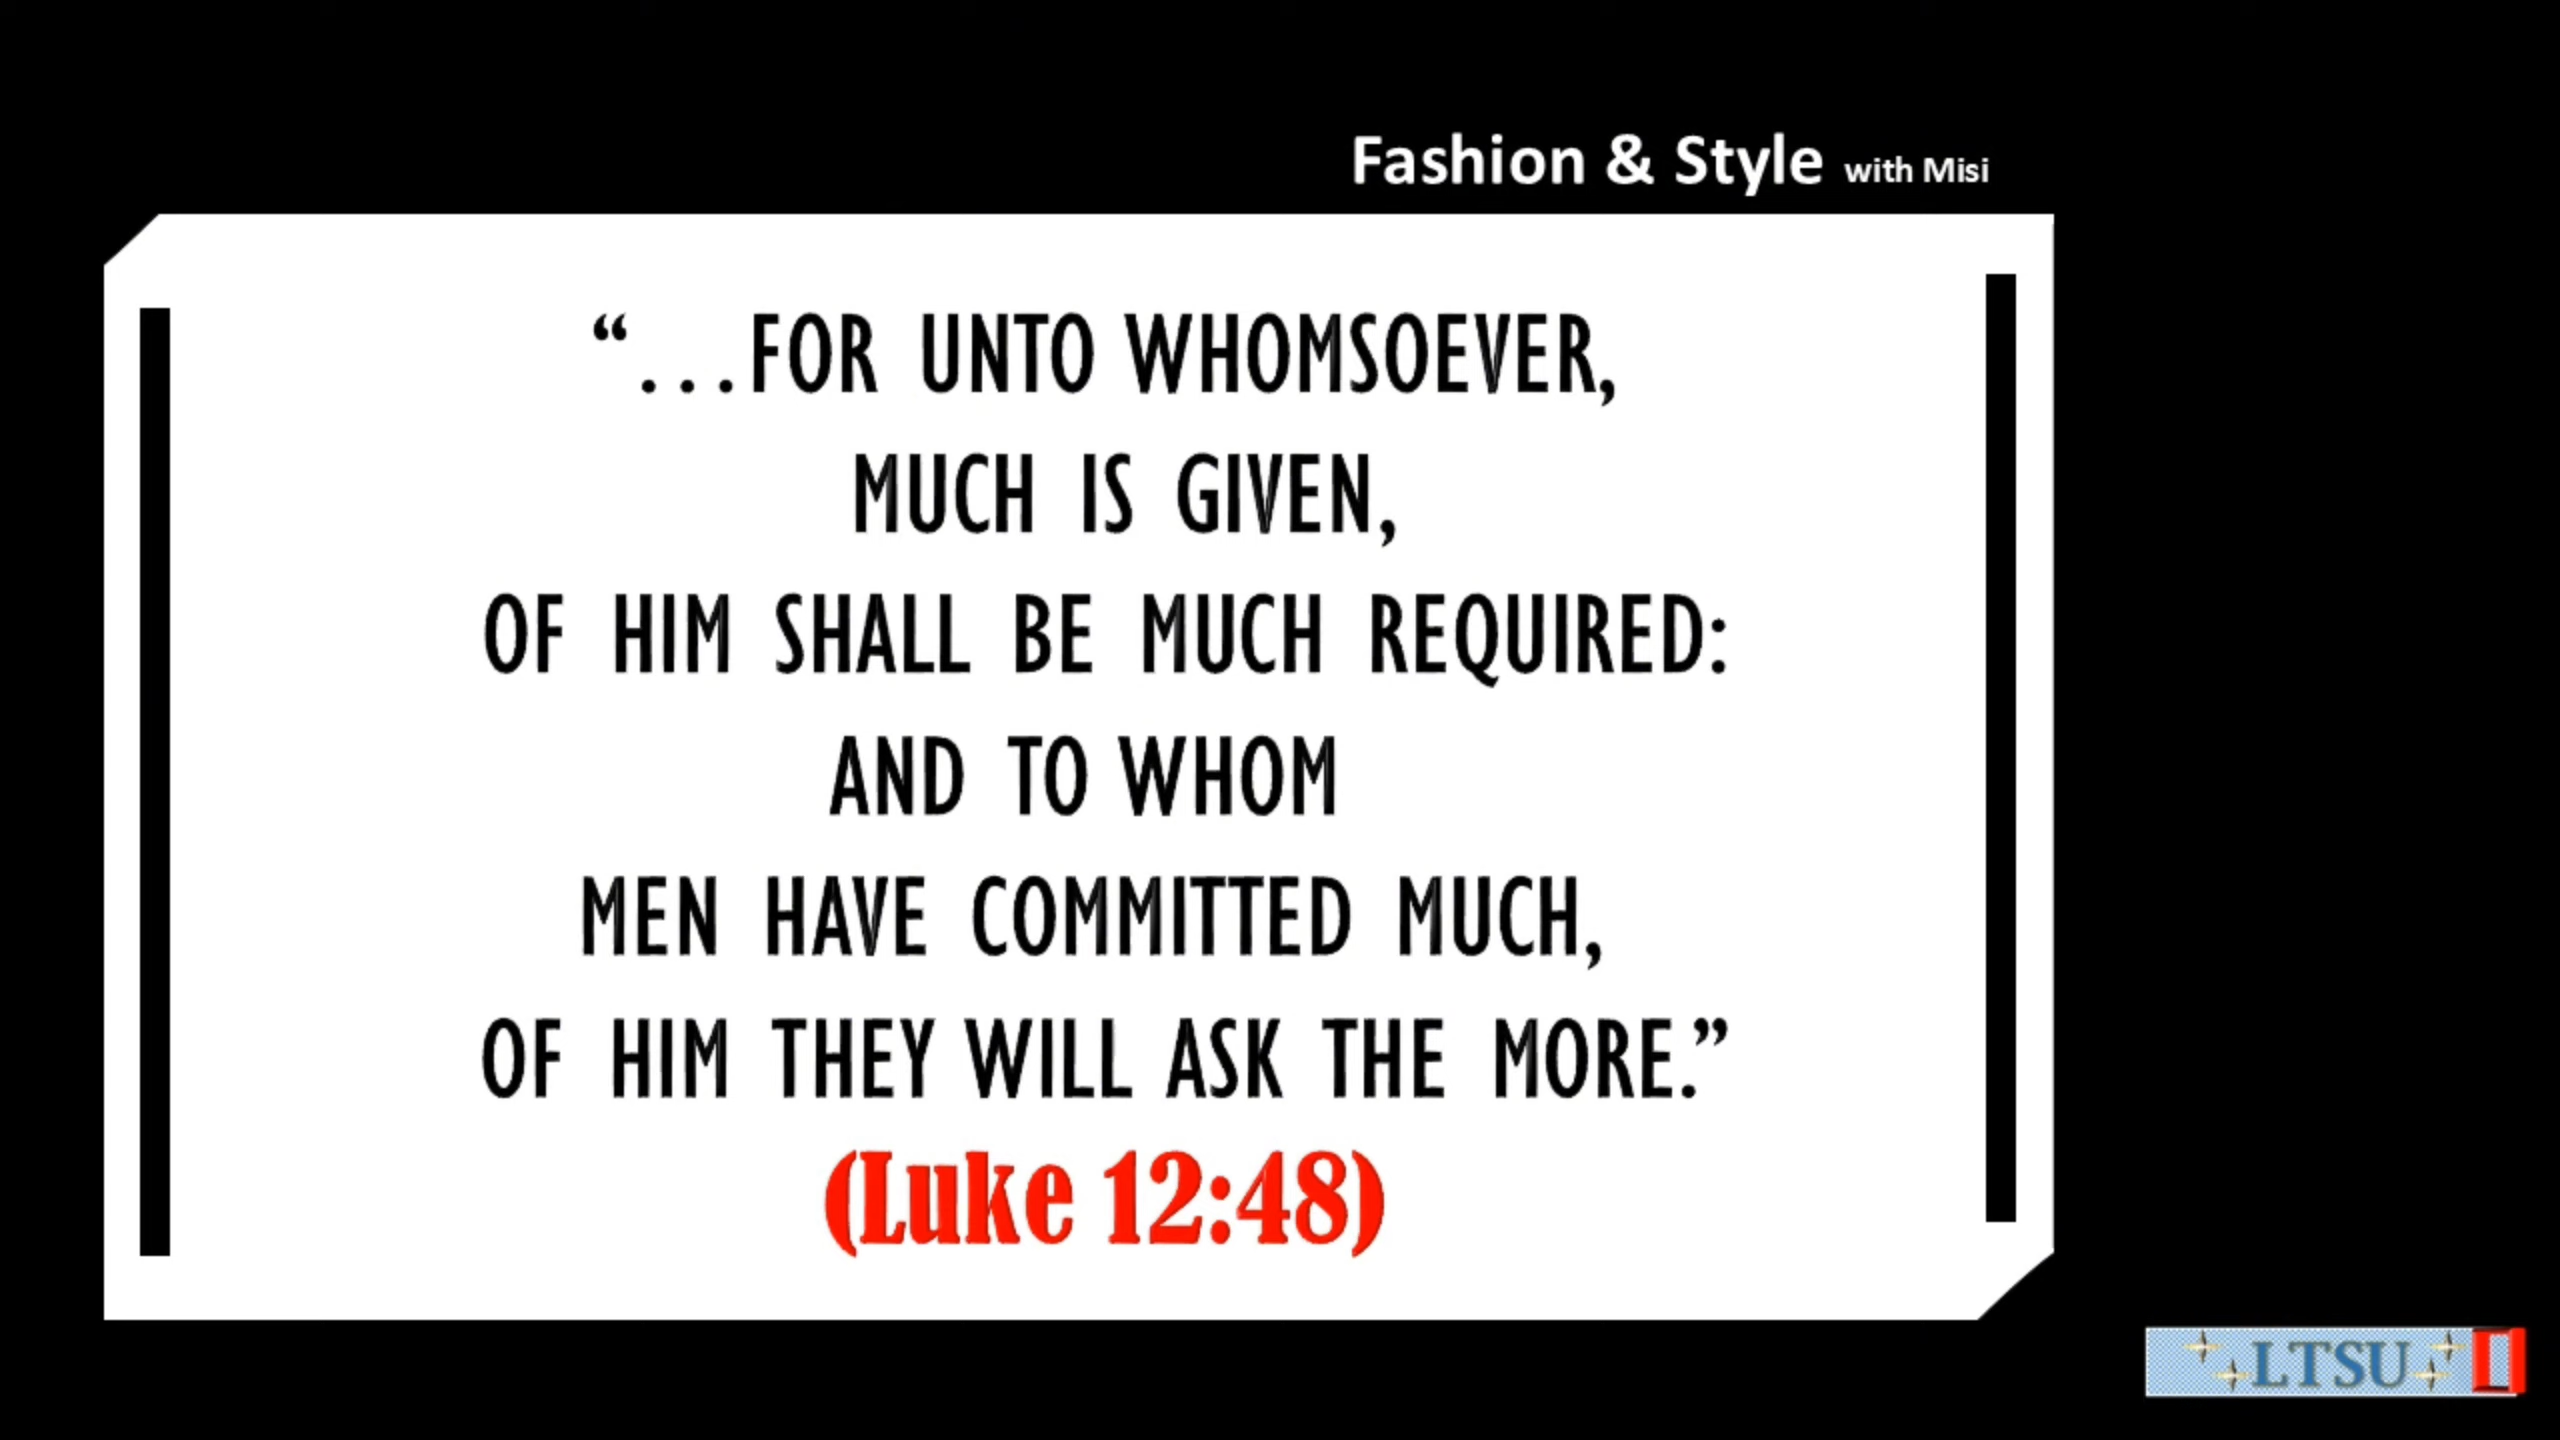 Fashion & Style with Misi
“...FOR UNTO WHOMSOEVER,
MUCH IS GIVEN,
OF HIM SHALL BE MUCH REQUIRED:
AND TO WHOM
MEN HAVE COMMITTED MUCH,
OF HIM THEY WILL ASK THE MORE.”
(Luke 12:48)
LTSU